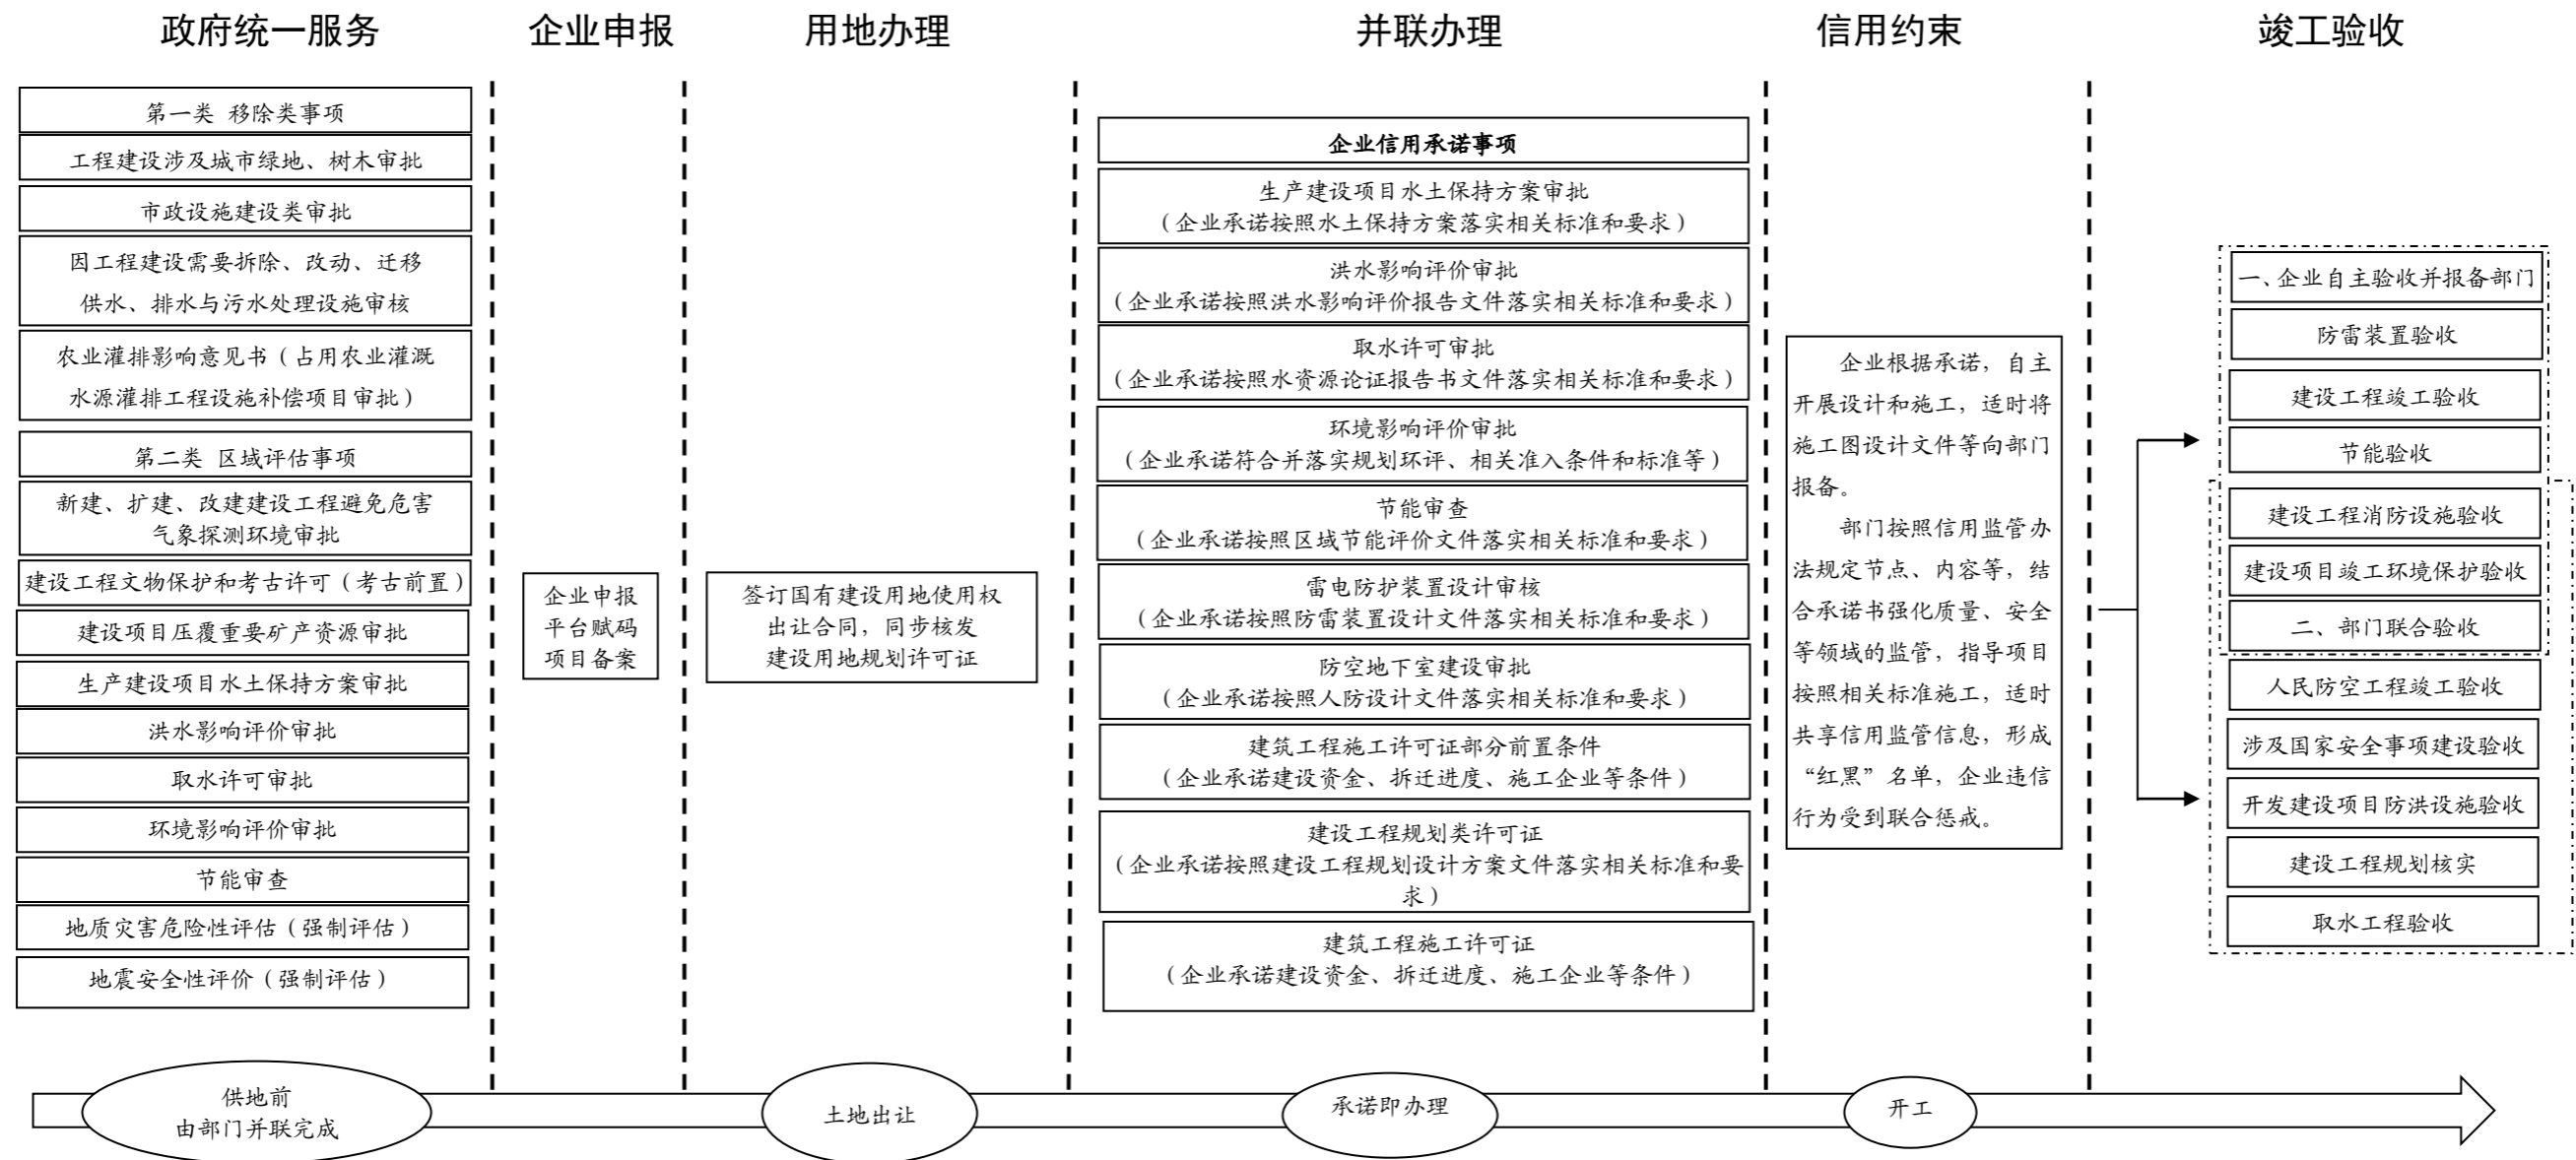 政府统一服务
企业申报
用地办理
并联办理
信用约束
竣工验收
第一类 移除类事项
工程建设涉及城市绿地、树木审批
市政设施建设类审批
因工程建设需要拆除、改动、迁移
供水、排水与污水处理设施审核
农业灌排影响意见书（占用农业灌溉
水源灌排工程设施补偿项目审批）
第二类 区域评估事项
新建、扩建、改建建设工程避免危害
气象探测环境审批
建设工程文物保护和考古许可（考古前置）
建设项目压覆重要矿产资源审批
生产建设项目水土保持方案审批
洪水影响评价审批
取水许可审批
环境影响评价审批
节能审查
地质灾害危险性评估（强制评估）
地震安全性评价（强制评估）
企业申报
平台赋码
项目备案
签订国有建设用地使用权
出让合同，同步核发
建设用地规划许可证
企业信用承诺事项
生产建设项目水土保持方案审批
（企业承诺按照水土保持方案落实相关标准和要求）
洪水影响评价审批
（企业承诺按照洪水影响评价报告文件落实相关标准和要求）
取水许可审批
（企业承诺按照水资源论证报告书文件落实相关标准和要求）
环境影响评价审批
（企业承诺符合并落实规划环评、相关准入条件和标准等）
节能审查
（企业承诺按照区域节能评价文件落实相关标准和要求）
雷电防护装置设计审核
（企业承诺按照防雷装置设计文件落实相关标准和要求）
防空地下室建设审批
（企业承诺按照人防设计文件落实相关标准和要求）
建筑工程施工许可证部分前置条件
（企业承诺建设资金、拆迁进度、施工企业等条件）
建设工程规划类许可证
（企业承诺按照建设工程规划设计方案文件落实相关标准和要
求）
建筑工程施工许可证
（企业承诺建设资金、拆迁进度、施工企业等条件）
企业根据承诺，自主
开展设计和施工，适时将
施工图设计文件等向部门
报备。
部门按照信用监管办
法规定节点、内容等，结
合承诺书强化质量、安全
等领域的监管，指导项目
按照相关标准施工，适时
共享信用监管信息，形成
“红黑”名单，企业违信
行为受到联合惩戒。
一、企业自主验收并报备部门
防雷装置验收
建设工程竣工验收
节能验收
建设工程消防设施验收
建设项目竣工环境保护验收
二、部门联合验收
人民防空工程竣工验收
涉及国家安全事项建设验收
开发建设项目防洪设施验收
建设工程规划核实
取水工程验收
供地前
由部门并联完成
土地出让
承诺即办理
开工